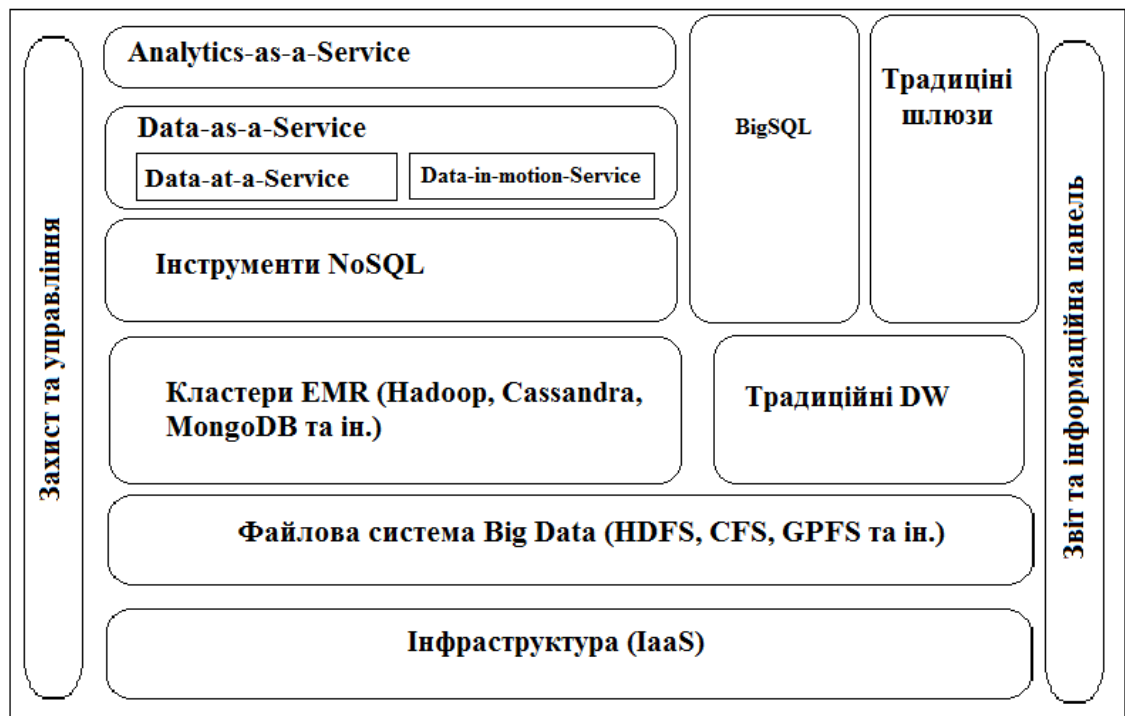 Захист та управління
Analytics-as-a-Service
Data-as-a-Service
Data-at-a-Service
Data-in-motion-Service
Інструменти NoSQL
BigSQL
Традиціні
шлюзи
Кластери EMR (Hadoop, Cassandra,
MongoDB та ін.)
Традиційні DW
Файлова система Big Data (HDFS, CFS, GPFS та ін.)
Інфраструктура (IaaS)
Звіт та інформаційна панель